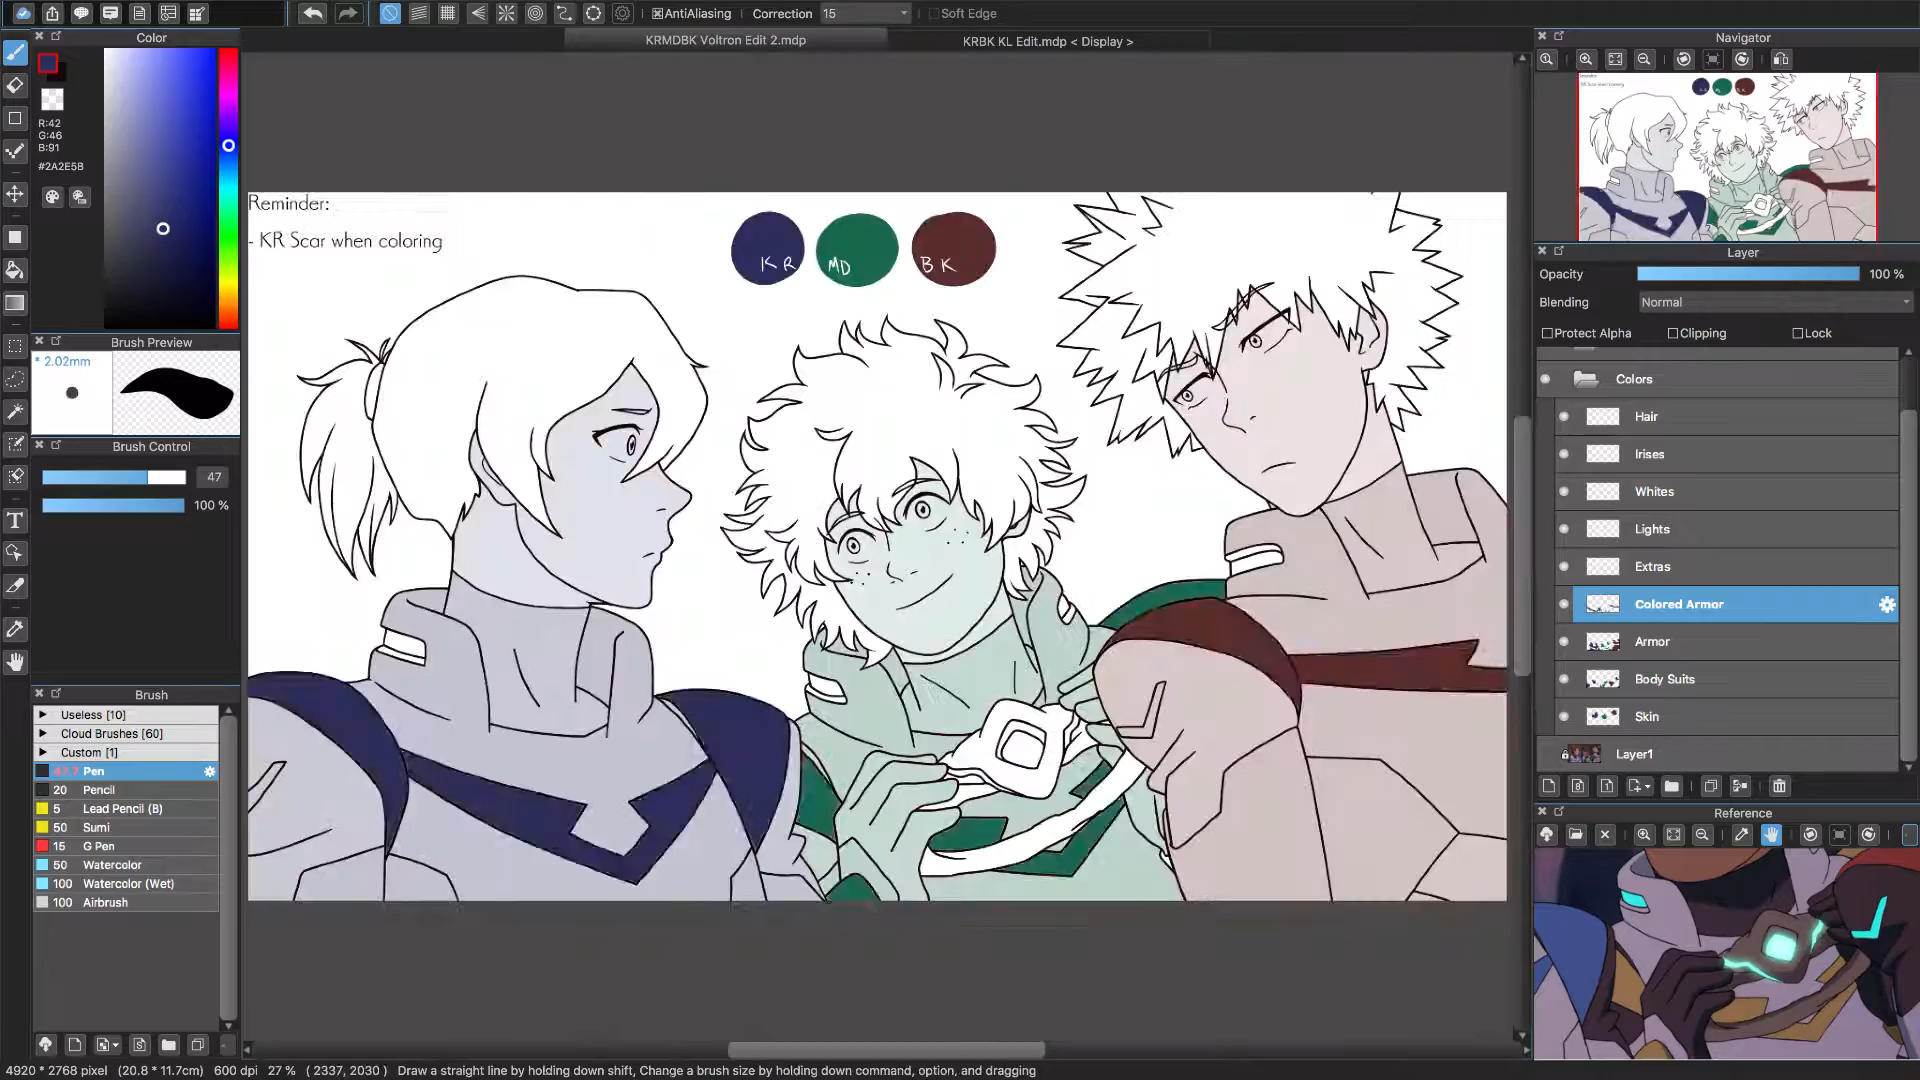 AntiAliasing
Correction
15
Soft Edge
KRMDBK Voltron Edit 2.mdp
KRBK KL Edit.mdp < Display >
Color
R:42
G:46
B:91
#2A2E5B
Brush Preview
* 2.02mm
Brush Control
47
100 %
Brush
Useless [10]
Cloud Brushes [60]
Custom [1]
47.7 Pen
20 Pencil
5 Lead Pencil (B)
50 Sumi
15 G Pen
50 Watercolor
100 Watercolor (Wet)
100 Airbrush
Reminder:
- KR Scar when coloring
KR
MD
BK
Navigator
Layer
Opacity
100 %
Blending
Normal
Protect Alpha
Clipping
Lock
Colors
Hair
Irises
Whites
Lights
Extras
Colored Armor
Armor
Body Suits
Skin
Layer1
Reference
4920 * 2768 pixel (20.8 * 11.7cm) 600 dpi 27 % ( 2337, 2030 ) Draw a straight line by holding down shift, Change a brush size by holding down command, option, and dragging